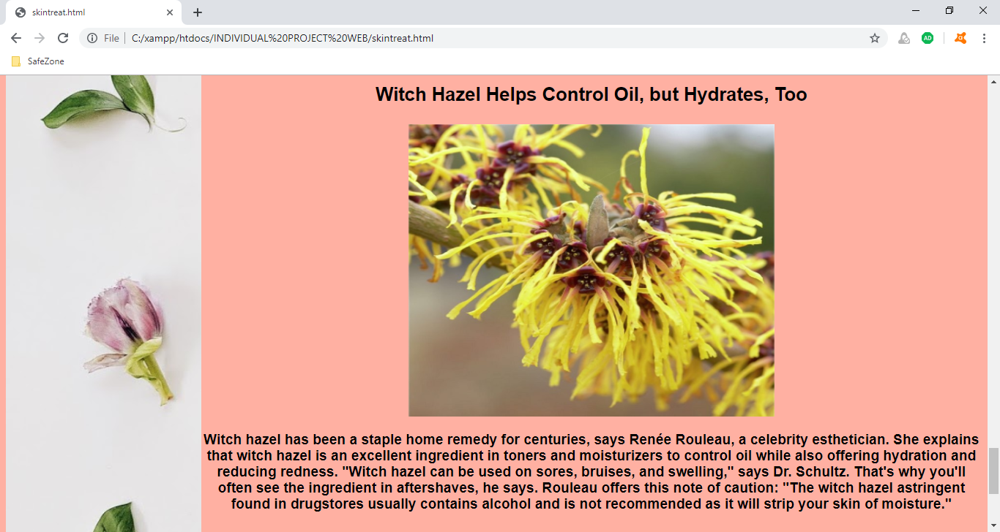 skintreat.html
File
C:/xampp/htdocs/INDIVIDUAL%20PROJECT%20WEB/skintreat.html
AD
SafeZone
Witch Hazel Helps Control Oil, but Hydrates, Too
Witch hazel has been a staple home remedy for centuries, says Renée Rouleau, a celebrity esthetician. She explains
that witch hazel is an excellent ingredient in toners and moisturizers to control oil while also offering hydration and
reducing redness. "Witch hazel can be used on sores, bruises, and swelling," says Dr. Schultz. That's why you'll
often see the ingredient in aftershaves, he says. Rouleau offers this note of caution: "The witch hazel astringent
found in drugstores usually contains alcohol and is not recommended as it will strip your skin of moisture."